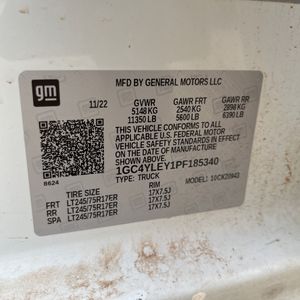 gm
MFD BY GENERAL MOTORS LLC
11/22 GVWR GAWR FRT GAWR RR
5148 KG 2540 KG 2898 KG
11350 LB 5600 LB 6390 LB
THIS VEHICLE CONFORMS TO ALL
APPLICABLE U.S. FEDERAL MOTOR
VEHICLE SAFETY STANDARDS IN
EFFECT ON THE DATE OF
MANUFACTURE SHOWN ABOVE.
1GC4YLEY1PF185340
8624 TYPE: TRUCK MODEL: 10CK20943
TIRE SIZE RIM
FRT LT245/75R17ER 17X7.5J
RR LT245/75R17ER 17X7.5J
SPA LT245/75R17ER 17X7.5J